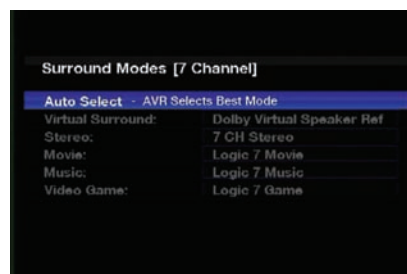 Surround Modes [7 Channel]
Auto Select - AVR Selects Best Mode
Virtual Surround: Dolby Virtual Speaker Ref
Stereo: 7 CH Stereo
Movie: Logic 7 Movie
Music: Logic 7 Music
Video Game: Logic 7 Game